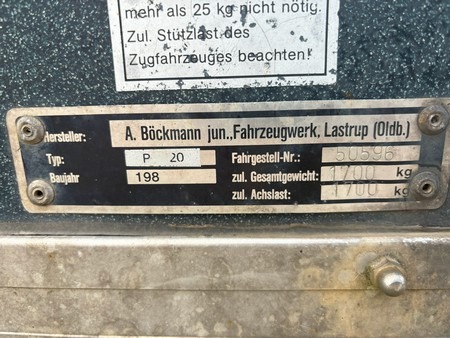 mehr als 25 kg nicht nötig.
Zul. Stützlast des
Zugfahrzeuges beachten!
Hersteller: A. Böckmann jun., Fahrzeugwerk, Lastrup (Oldb.)
Typ: P 20 Fahrgestell-Nr.: 50596
Baujahr 198 zul. Gesamtgewicht: 1700 kg
zul. Achslast: 1700 kg